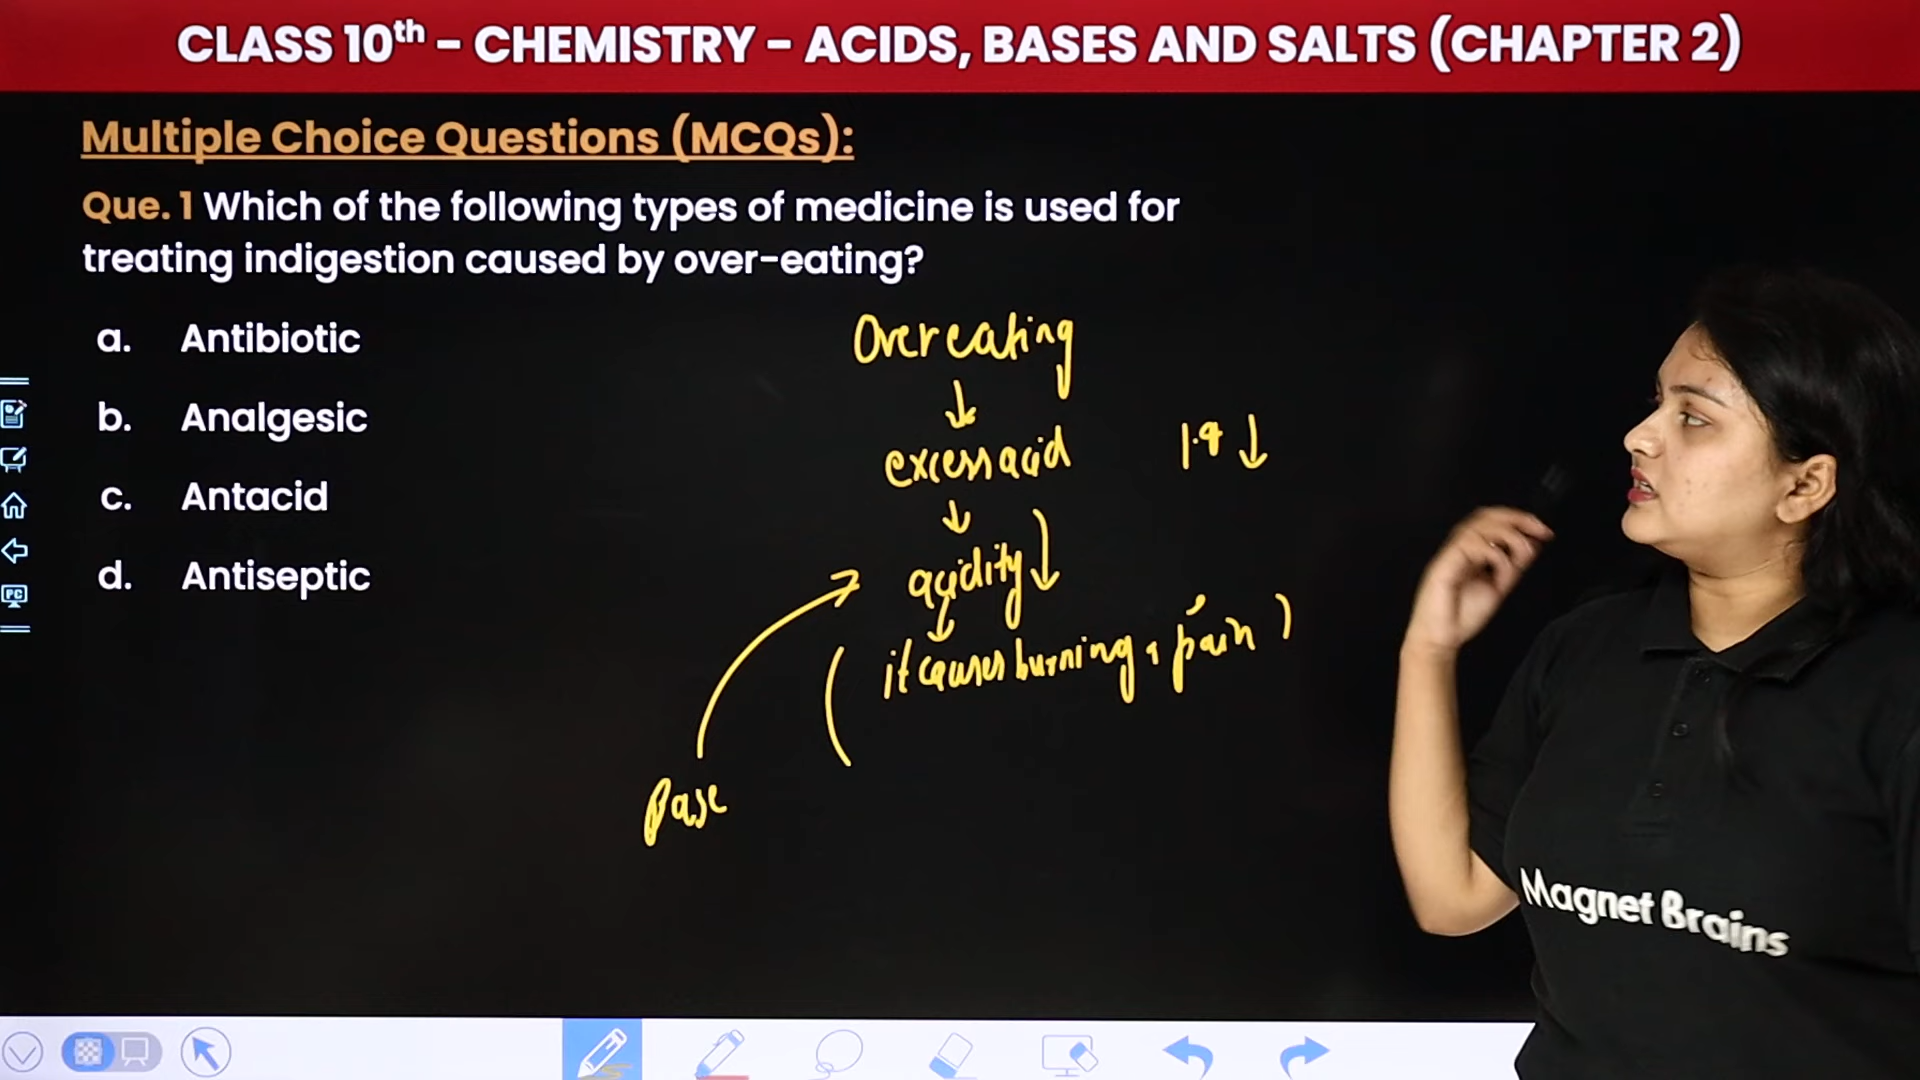 CLASS 10th - CHEMISTRY - ACIDS, BASES AND SALTS (CHAPTER 2)
Multiple Choice Questions (MCQs):
Que. 1 Which of the following types of medicine is used for
treating indigestion caused by over-eating?
a. Antibiotic
b. Analgesic
c. Antacid
d. Antiseptic
Overeating
excess acid
acidity
(it causes burning, pain)
Base
Magnet Brains
PC